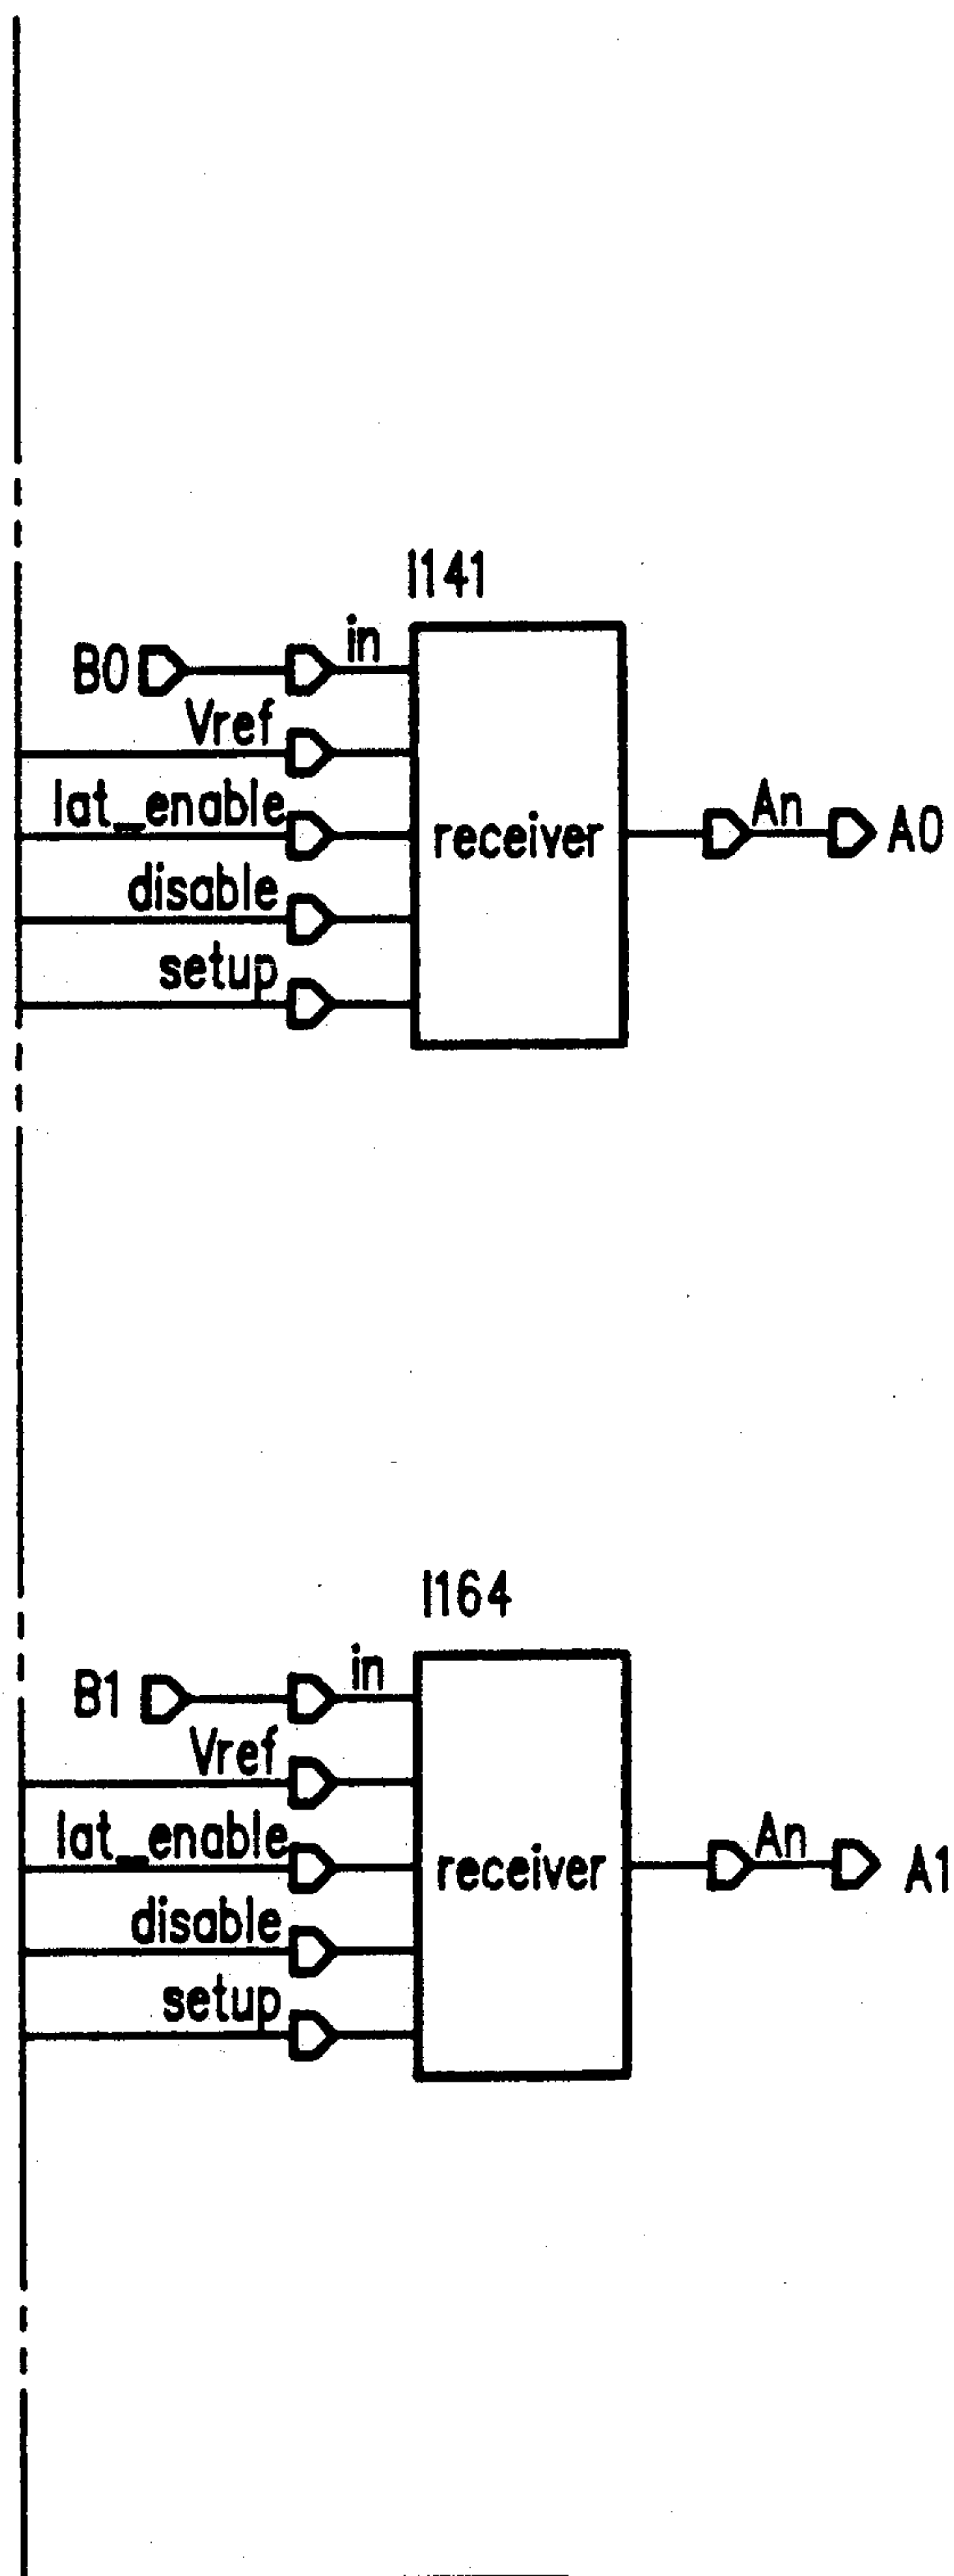 I141
B0 in
Vref
lat_enable
disable
setup
receiver
An A0
I164
B1 in
Vref
lat_enable
disable
setup
receiver
An A1